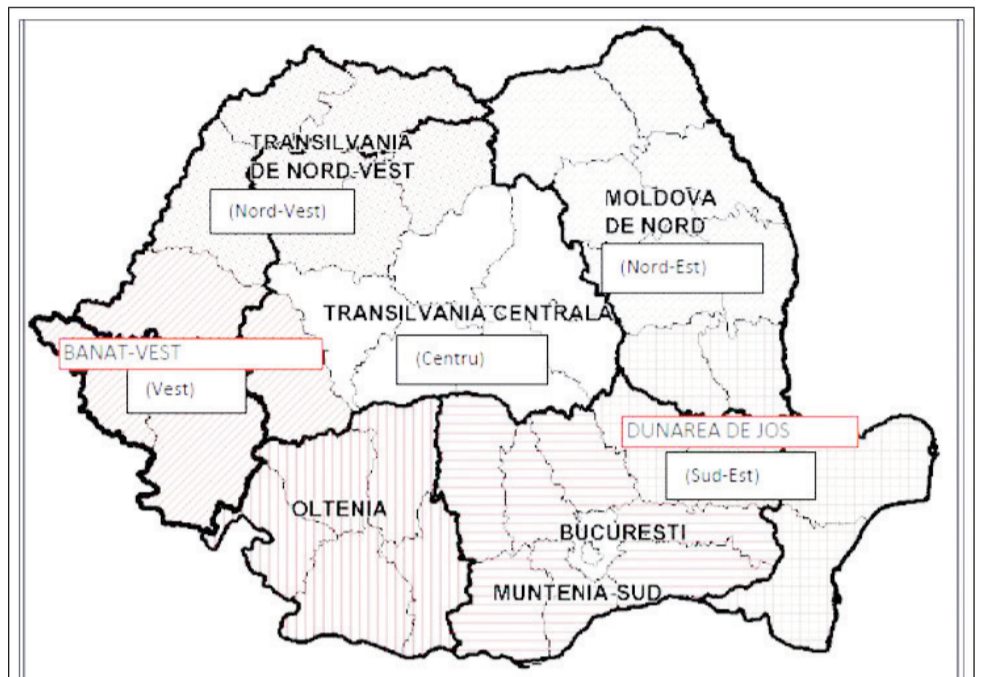 TRANSILVANIA
DE NORD-VEST
(Nord-Vest)
MOLDOVA
DE NORD
(Nord-Est)
TRANSILVANIA CENTRALA
BANAT-VEST
(Centru)
(Vest)
DUNAREA DE JOS
(Sud-Est)
OLTENIA
BUCURESTI
MUNTENIA-SUD